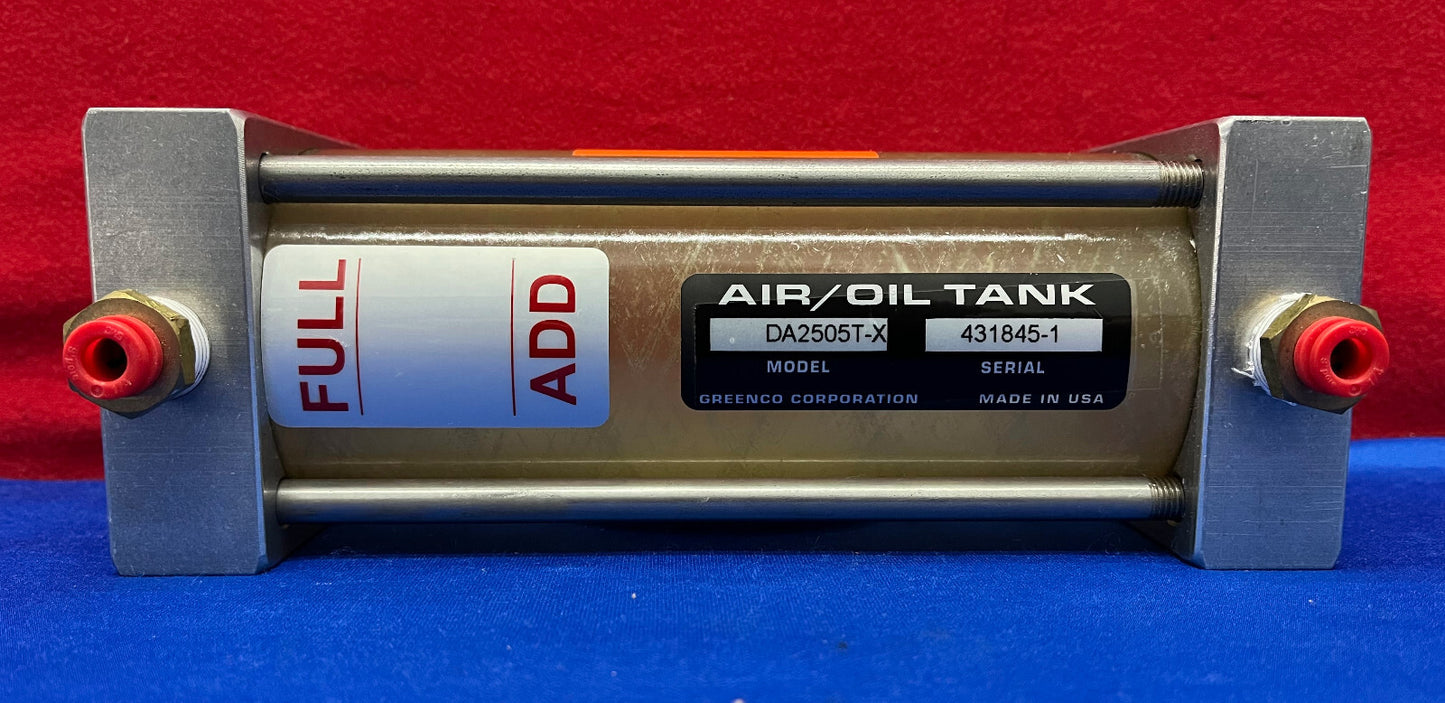 FULL
ADD
AIR/OIL TANK
DA2505T-X 431845-1
MODEL SERIAL
GREENCO CORPORATION MADE IN USA